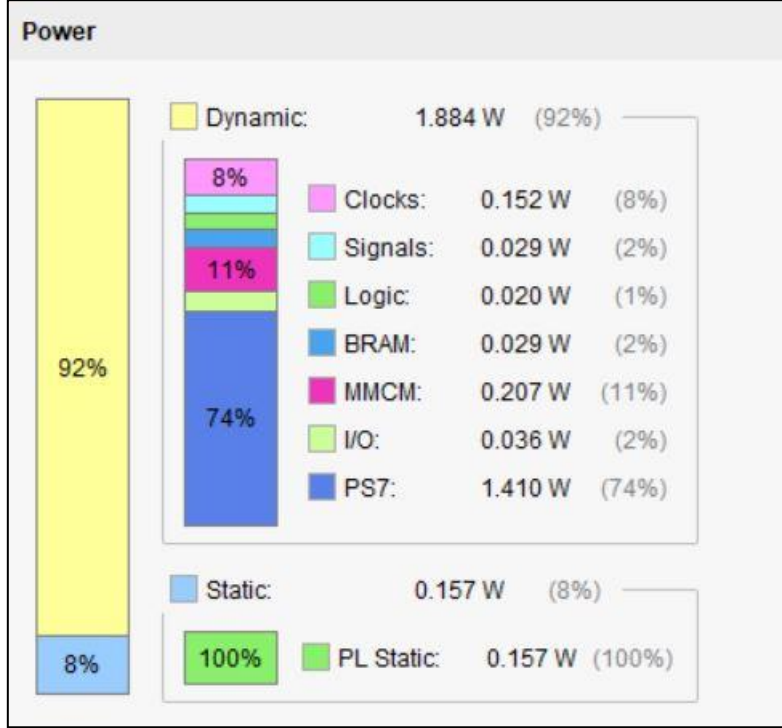 Power
Dynamic: 1.884 W (92%)
8%
Clocks: 0.152 W (8%)
Signals: 0.029 W (2%)
Logic: 0.020 W (1%)
BRAM: 0.029 W (2%)
11%
MMCM: 0.207 W (11%)
92%
74%
I/O: 0.036 W (2%)
PS7: 1.410 W (74%)
Static: 0.157 W (8%)
8%
100%
PL Static: 0.157 W (100%)